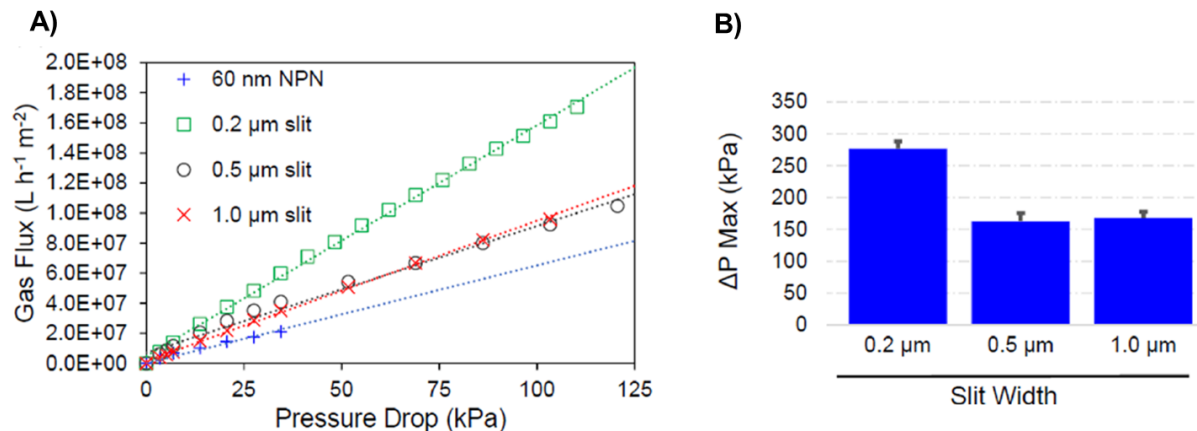 A)
2.0E+08
1.8E+08
1.6E+08
1.4E+08
1.2E+08
1.0E+08
8.0E+07
6.0E+07
4.0E+07
2.0E+07
0.0E+00
Gas Flux (L h⁻¹ m⁻²)
60 nm NPN
0.2 µm slit
0.5 µm slit
1.0 µm slit
0 25 50 75 100 125
Pressure Drop (kPa)
B)
350
300
250
200
150
100
50
0
ΔP Max (kPa)
0.2 µm 0.5 µm 1.0 µm
Slit Width